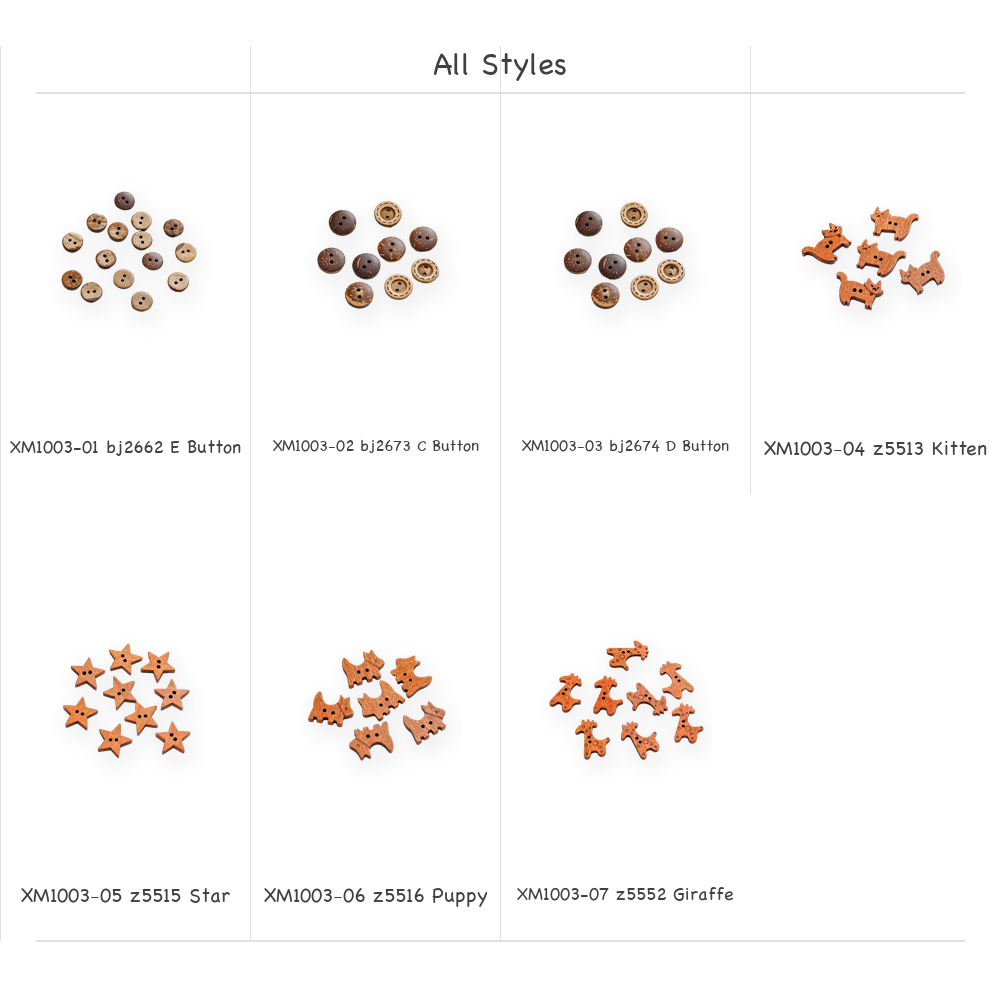 All Styles
XM1003-01 bj2662 E Button
XM1003-02 bj2673 C Button
XM1003-03 bj2674 D Button
XM1003-04 z5513 Kitten
XM1003-05 z5515 Star
XM1003-06 z5516 Puppy
XM1003-07 z5552 Giraffe